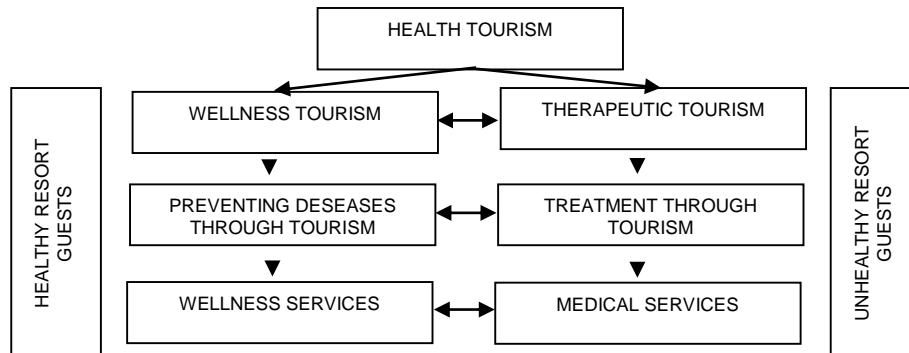 HEALTH TOURISM
HEALTHY RESORT
GUESTS
WELLNESS TOURISM
THERAPEUTIC TOURISM
UNHEALTHY RESORT
GUESTS
PREVENTING DESEASES
THROUGH TOURISM
TREATMENT THROUGH
TOURISM
WELLNESS SERVICES
MEDICAL SERVICES